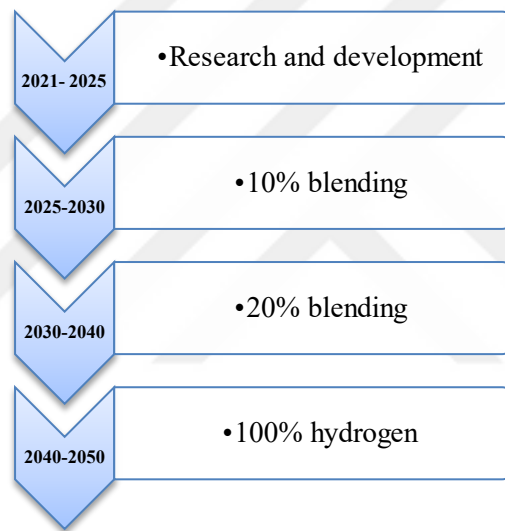 2021- 2025
•Research and development
2025-2030
•10% blending
2030-2040
•20% blending
2040-2050
•100% hydrogen